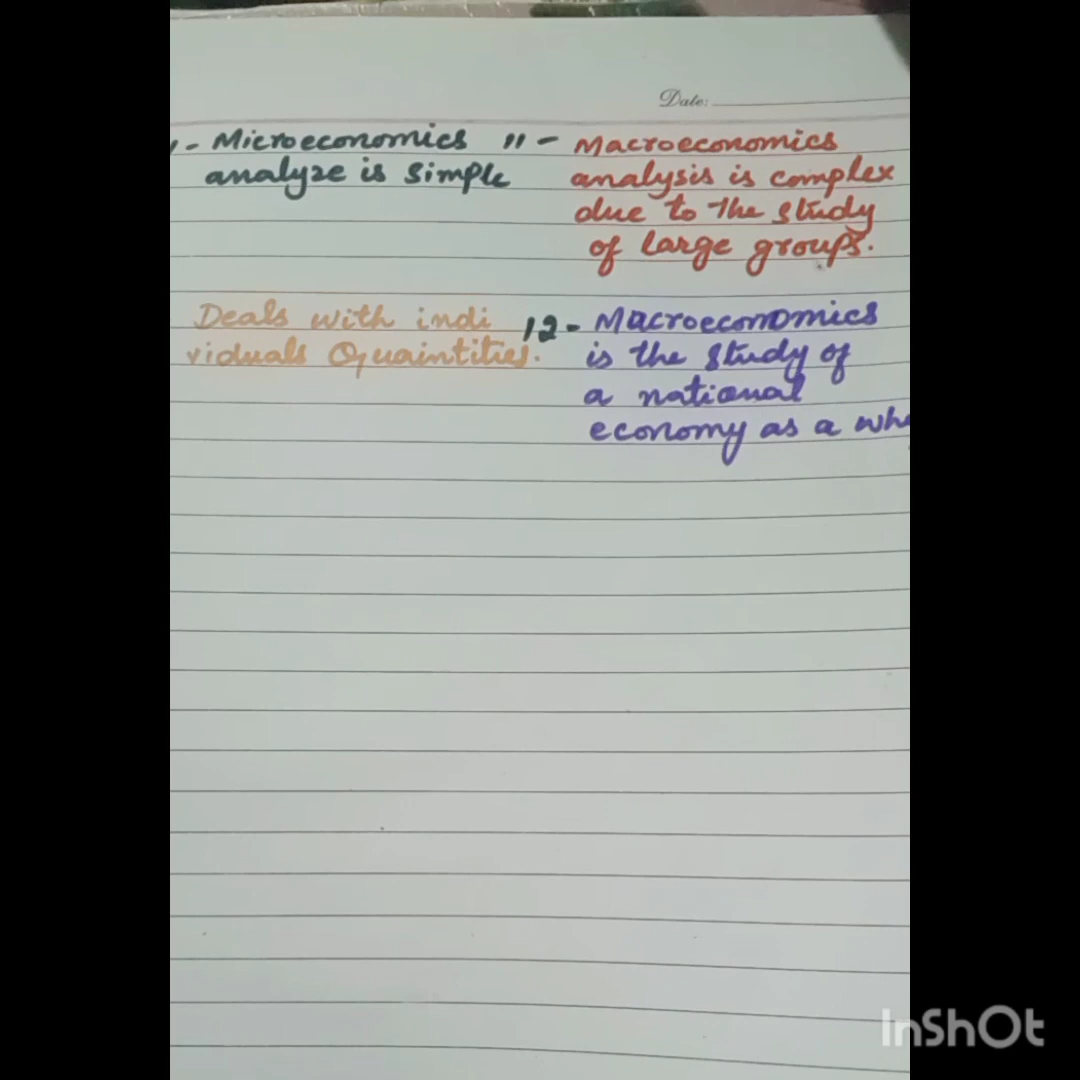 Date:
- Microeconomics
analyze is simple
11 - Macroeconomics
analysis is complex
due to the study
of large groups.
Deals with indi
viduals Quaintities.
12 - Macroeconomics
is the study of
a national
economy as a
InShOt